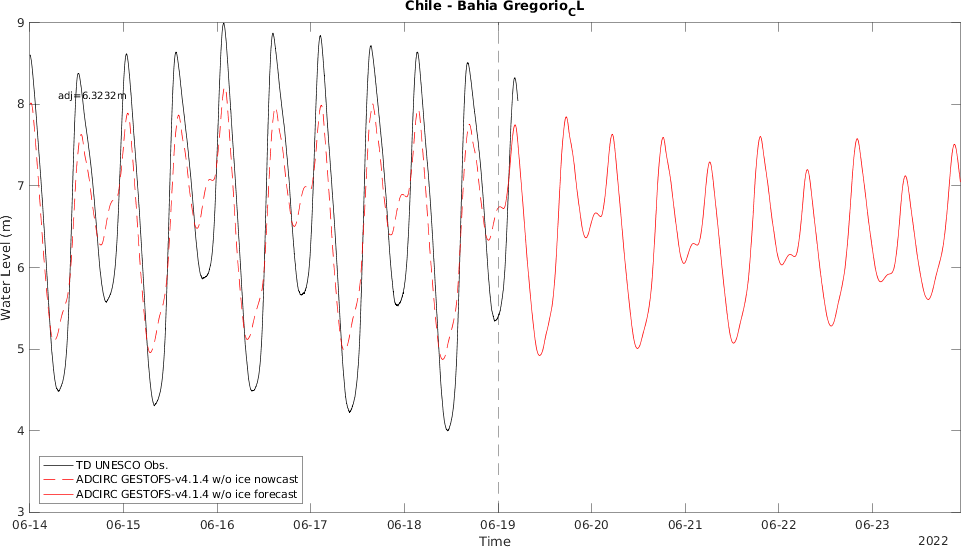 Chile - Bahia Gregorio_CL
9
8
7
6
5
4
3
Water Level (m)
adj=6.3232m
TD UNESCO Obs.
ADCIRC GESTOFS-v4.1.4 w/o ice nowcast
ADCIRC GESTOFS-v4.1.4 w/o ice forecast
06-14 06-15 06-16 06-17 06-18 06-19 06-20 06-21 06-22 06-23
Time
2022